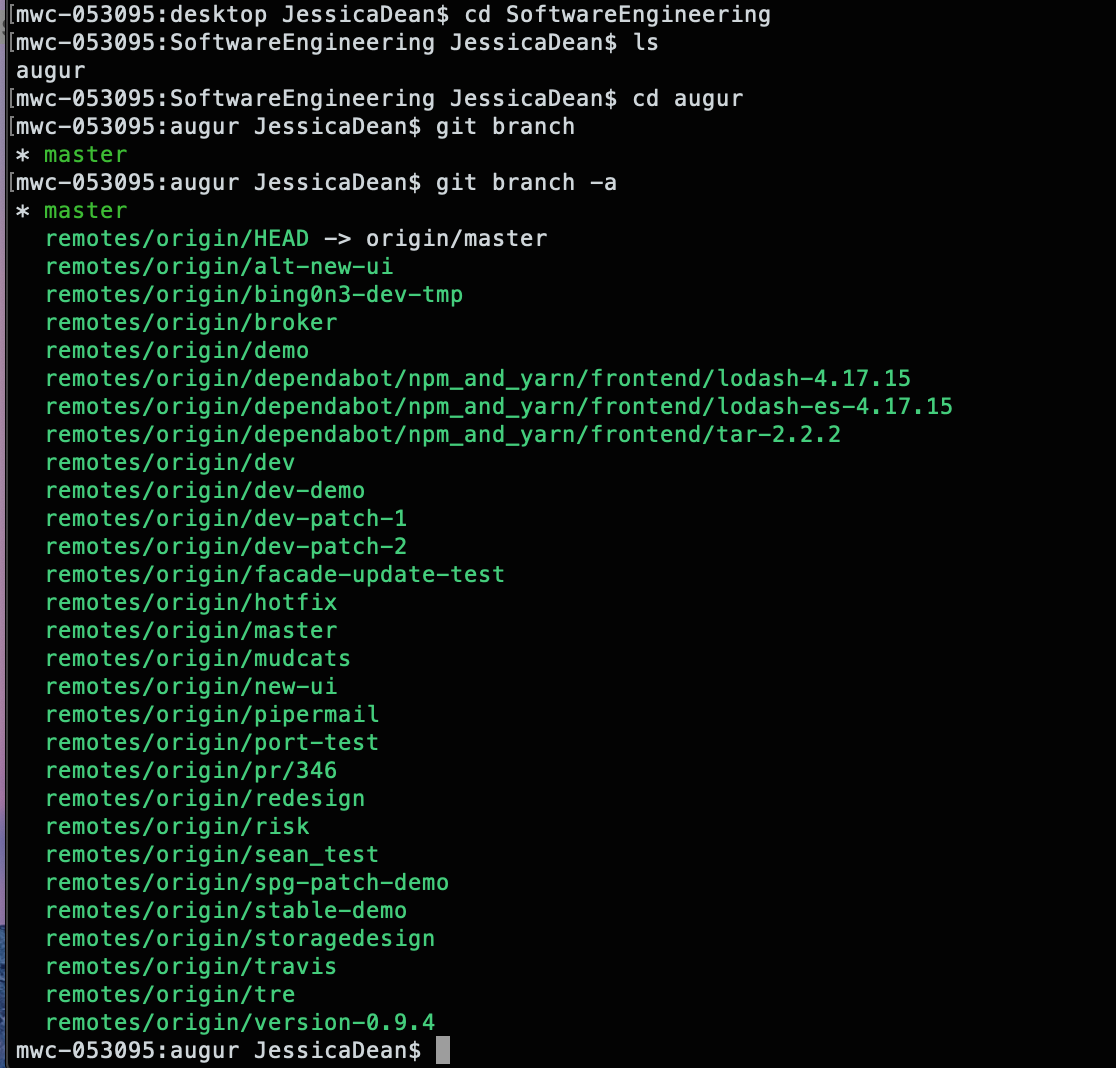 [mwc-053095:desktop JessicaDean$ cd SoftwareEngineering
[mwc-053095:SoftwareEngineering JessicaDean$ ls
augur
[mwc-053095:SoftwareEngineering JessicaDean$ cd augur
[mwc-053095:augur JessicaDean$ git branch
* master
[mwc-053095:augur JessicaDean$ git branch -a
* master
  remotes/origin/HEAD -> origin/master
  remotes/origin/alt-new-ui
  remotes/origin/bing0n3-dev-tmp
  remotes/origin/broker
  remotes/origin/demo
  remotes/origin/dependabot/npm_and_yarn/frontend/lodash-4.17.15
  remotes/origin/dependabot/npm_and_yarn/frontend/lodash-es-4.17.15
  remotes/origin/dependabot/npm_and_yarn/frontend/tar-2.2.2
  remotes/origin/dev
  remotes/origin/dev-demo
  remotes/origin/dev-patch-1
  remotes/origin/dev-patch-2
  remotes/origin/facade-update-test
  remotes/origin/hotfix
  remotes/origin/master
  remotes/origin/mudcats
  remotes/origin/new-ui
  remotes/origin/pipermail
  remotes/origin/port-test
  remotes/origin/pr/346
  remotes/origin/redesign
  remotes/origin/risk
  remotes/origin/sean_test
  remotes/origin/spg-patch-demo
  remotes/origin/stable-demo
  remotes/origin/storagedesign
  remotes/origin/travis
  remotes/origin/tre
  remotes/origin/version-0.9.4
mwc-053095:augur JessicaDean$